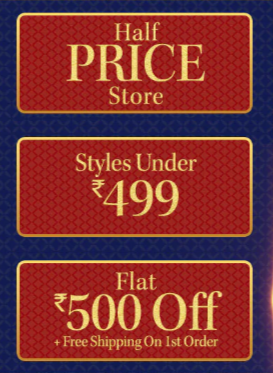 Half
PRICE
Store
Styles Under
₹499
Flat
₹500 Off
+ Free Shipping On 1st Order